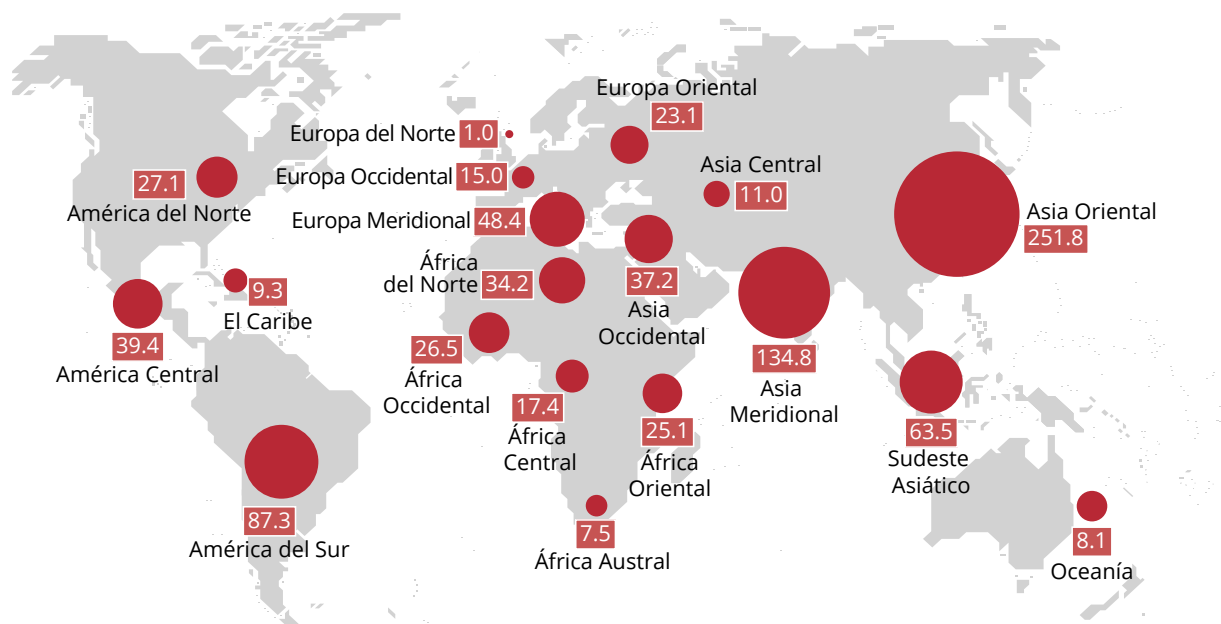 Europa Oriental
23.1
Europa del Norte 1.0
Europa Occidental 15.0
Europa Meridional 48.4
Asia Central
11.0
27.1
América del Norte
Asia Oriental
251.8
África
del Norte 34.2
9.3
El Caribe
37.2
Asia
Occidental
39.4
América Central
26.5
África
Occidental
134.8
Asia
Meridional
17.4
África
Central
25.1
África
Oriental
63.5
Sudeste
Asiático
87.3
América del Sur
7.5
África Austral
8.1
Oceanía